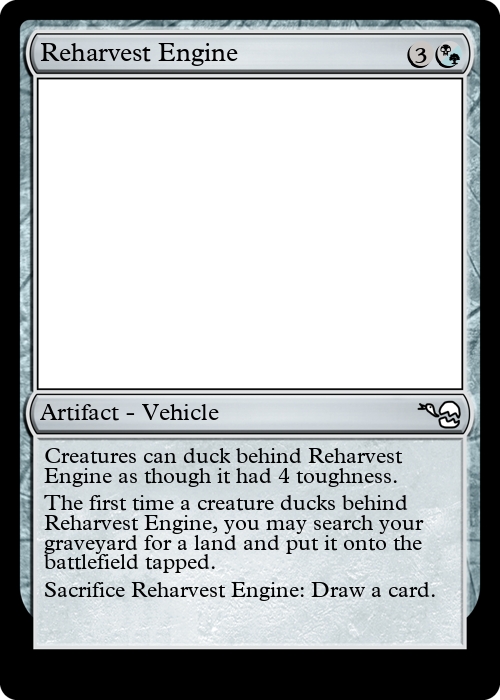 Reharvest Engine 3
Artifact - Vehicle
Creatures can duck behind Reharvest
Engine as though it had 4 toughness.
The first time a creature ducks behind
Reharvest Engine, you may search your
graveyard for a land and put it onto the
battlefield tapped.
Sacrifice Reharvest Engine: Draw a card.